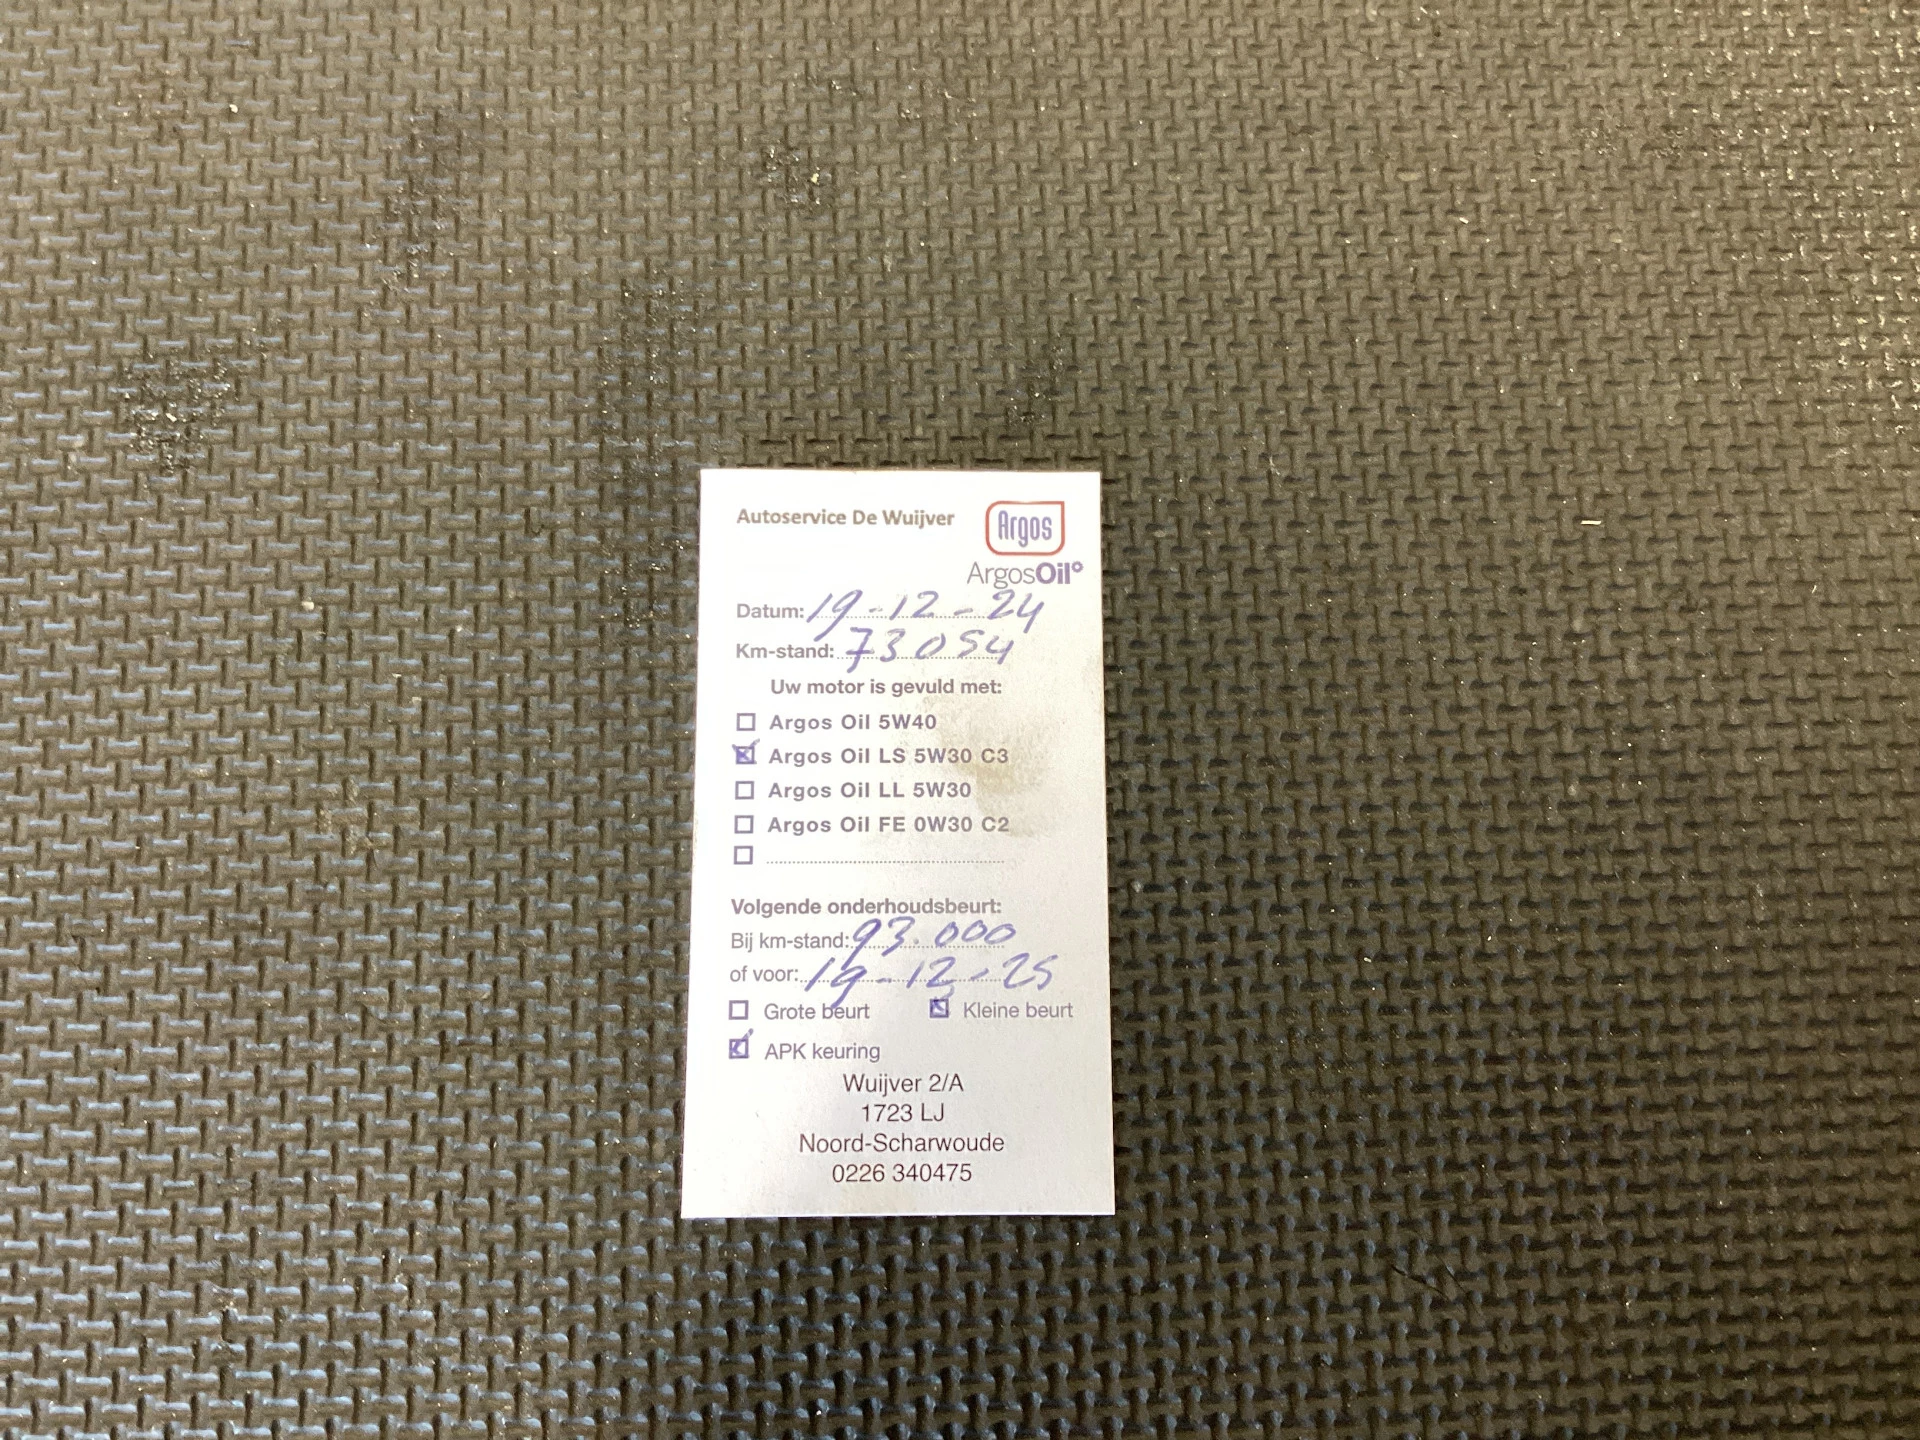 Autoservice De Wuijver
Argos
ArgosOil
Datum: 19-12-24
Km-stand: 73054
Uw motor is gevuld met:
Argos Oil 5W40
Argos Oil LS 5W30 C3
Argos Oil LL 5W30
Argos Oil FE 0W30 C2
Volgende onderhoudsbeurt:
Bij km-stand: 93.000
of voor: 19-12-25
Grote beurt Kleine beurt
APK keuring
Wuijver 2/A
1723 LJ
Noord-Scharwoude
0226 340475